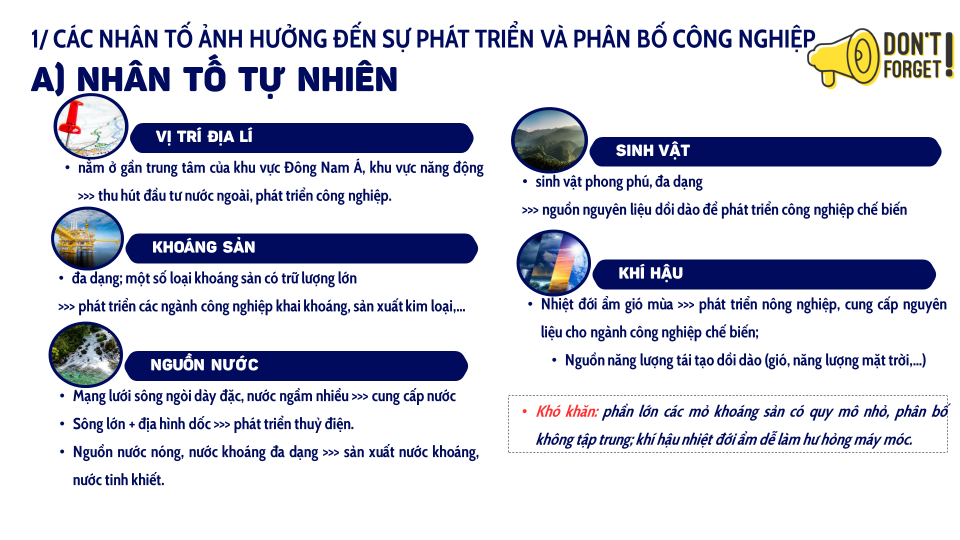 1/ CÁC NHÂN TỐ ẢNH HƯỞNG ĐẾN SỰ PHÁT TRIỂN VÀ PHÂN BỐ CÔNG NGHIỆP
A) NHÂN TỐ TỰ NHIÊN
DON'T
FORGET!
VỊ TRÍ ĐỊA LÍ
• nằm ở gần trung tâm của khu vực Đông Nam Á, khu vực năng động
>>> thu hút đầu tư nước ngoài, phát triển công nghiệp.
KHOÁNG SẢN
• đa dạng; một số loại khoáng sản có trữ lượng lớn
>>> phát triển các ngành công nghiệp khai khoáng, sản xuất kim loại,...
NGUỒN NƯỚC
• Mạng lưới sông ngòi dày đặc, nước ngầm nhiều >>> cung cấp nước
• Sông lớn + địa hình dốc >>> phát triển thuỷ điện.
• Nguồn nước nóng, nước khoáng đa dạng >>> sản xuất nước khoáng,
nước tinh khiết.
SINH VẬT
• sinh vật phong phú, đa dạng
>>> nguồn nguyên liệu dồi dào để phát triển công nghiệp chế biến
KHÍ HẬU
• Nhiệt đới ẩm gió mùa >>> phát triển nông nghiệp, cung cấp nguyên
liệu cho ngành công nghiệp chế biến;
• Nguồn năng lượng tái tạo dồi dào (gió, năng lượng mặt trời,...)
• Khó khăn: phần lớn các mỏ khoáng sản có quy mô nhỏ, phân bố
không tập trung; khí hậu nhiệt đới ẩm dễ làm hư hỏng máy móc.